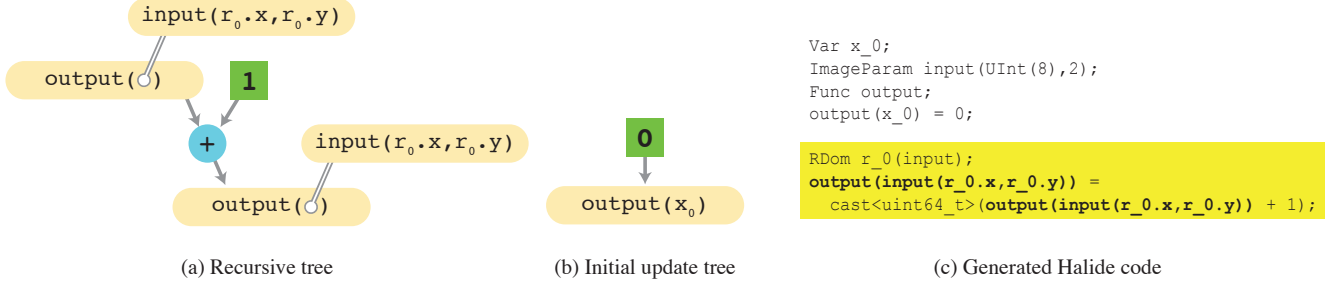 input(r₀.x,r₀.y)
output( )
1
+
input(r₀.x,r₀.y)
output( )
(a) Recursive tree
0
output(x₀)
(b) Initial update tree
Var x_0;
ImageParam input(UInt(8),2);
Func output;
output(x_0) = 0;
RDom r_0(input);
output(input(r_0.x,r_0.y)) =
cast<uint64_t>(output(input(r_0.x,r_0.y)) + 1);
(c) Generated Halide code